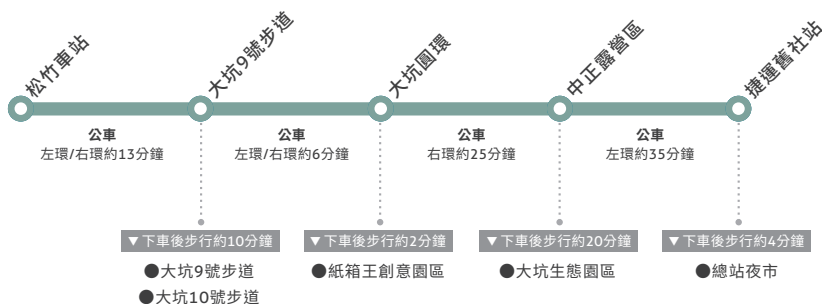 松竹車站
大坑9號步道
大坑圓環
中正露營區
捷運舊社站
公車
左環/右環約13分鐘
公車
左環/右環約6分鐘
公車
右環約25分鐘
公車
左環約35分鐘
▼下車後步行約10分鐘
●大坑9號步道
●大坑10號步道
▼下車後步行約2分鐘
●紙箱王創意園區
▼下車後步行約20分鐘
●大坑生態園區
▼下車後步行約4分鐘
●總站夜市